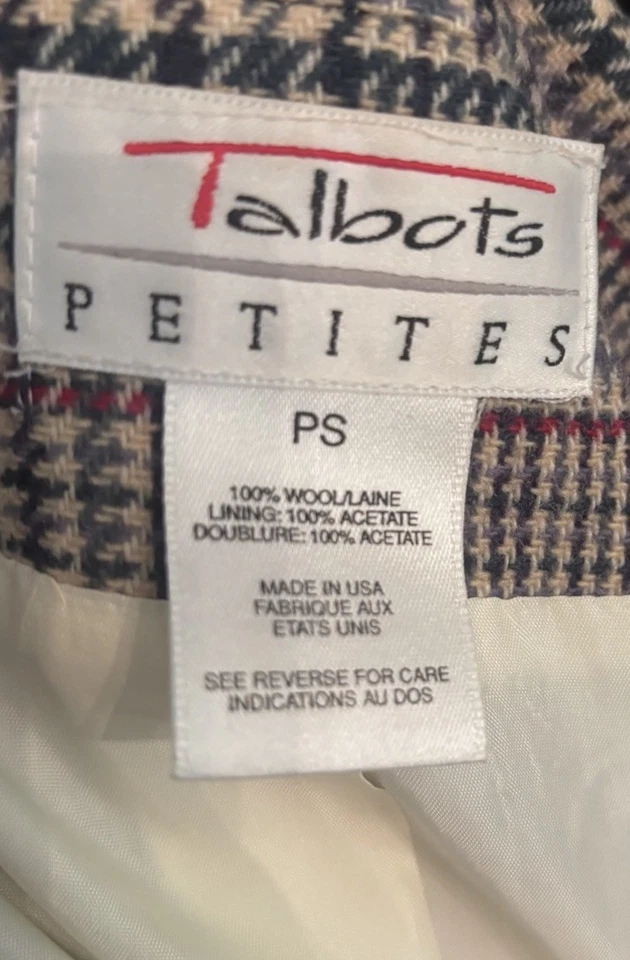 Talbots
PETITES
PS
100% WOOL/LAINE
LINING: 100% ACETATE
DOUBLURE: 100% ACETATE
MADE IN USA
FABRIQUE AUX
ETATS UNIS
SEE REVERSE FOR CARE
INDICATIONS AU DOS